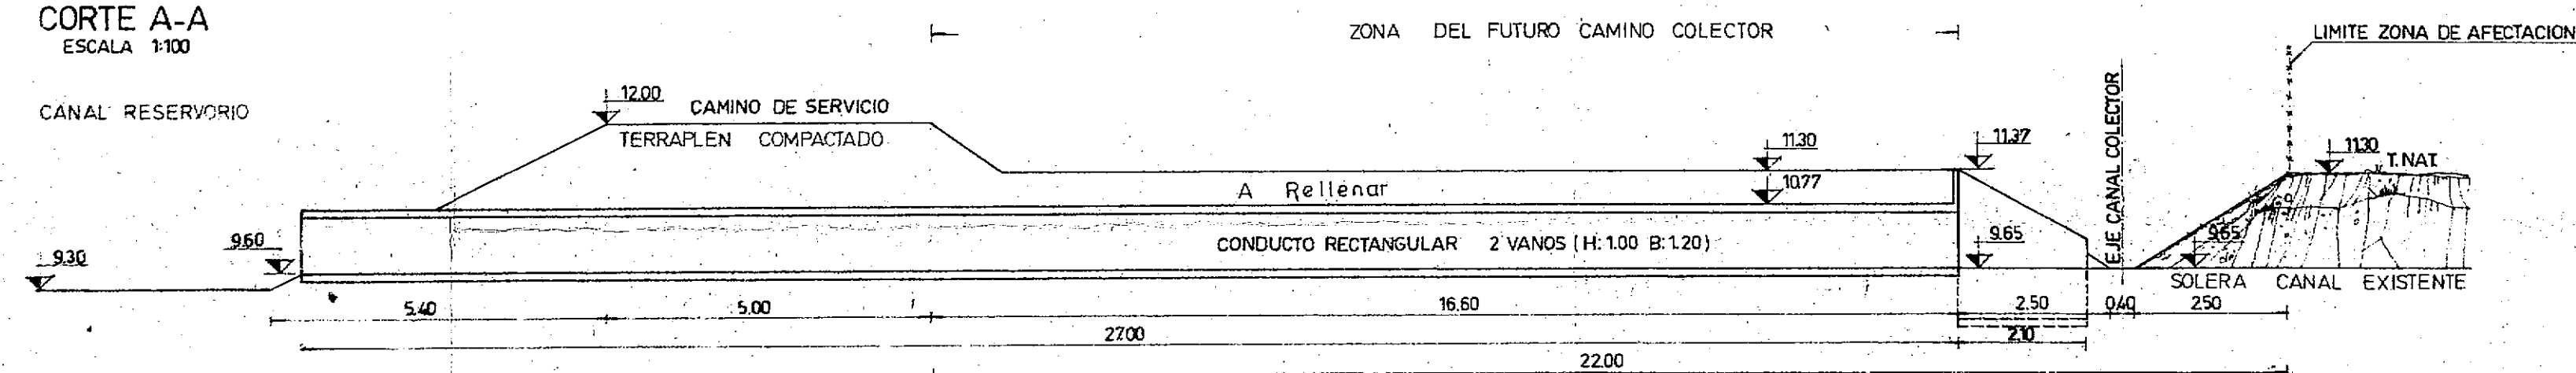 CORTE A-A
ESCALA 1:100
ZONA DEL FUTURO CAMINO COLECTOR
LIMITE ZONA DE AFECTACION
CANAL RESERVORIO
12.00
CAMINO DE SERVICIO
TERRAPLEN COMPACTADO
11.30
11.37
EJE CANAL COLECTOR
11.30
T. NAT.
A Rellenar
10.77
9.30
9.60
CONDUCTO RECTANGULAR 2 VANOS (H: 1.00 B: 1.20)
9.65
9.65
SOLERA CANAL EXISTENTE
5.40
5.00
16.60
2.50
0.40
2.50
27.00
2.10
22.00